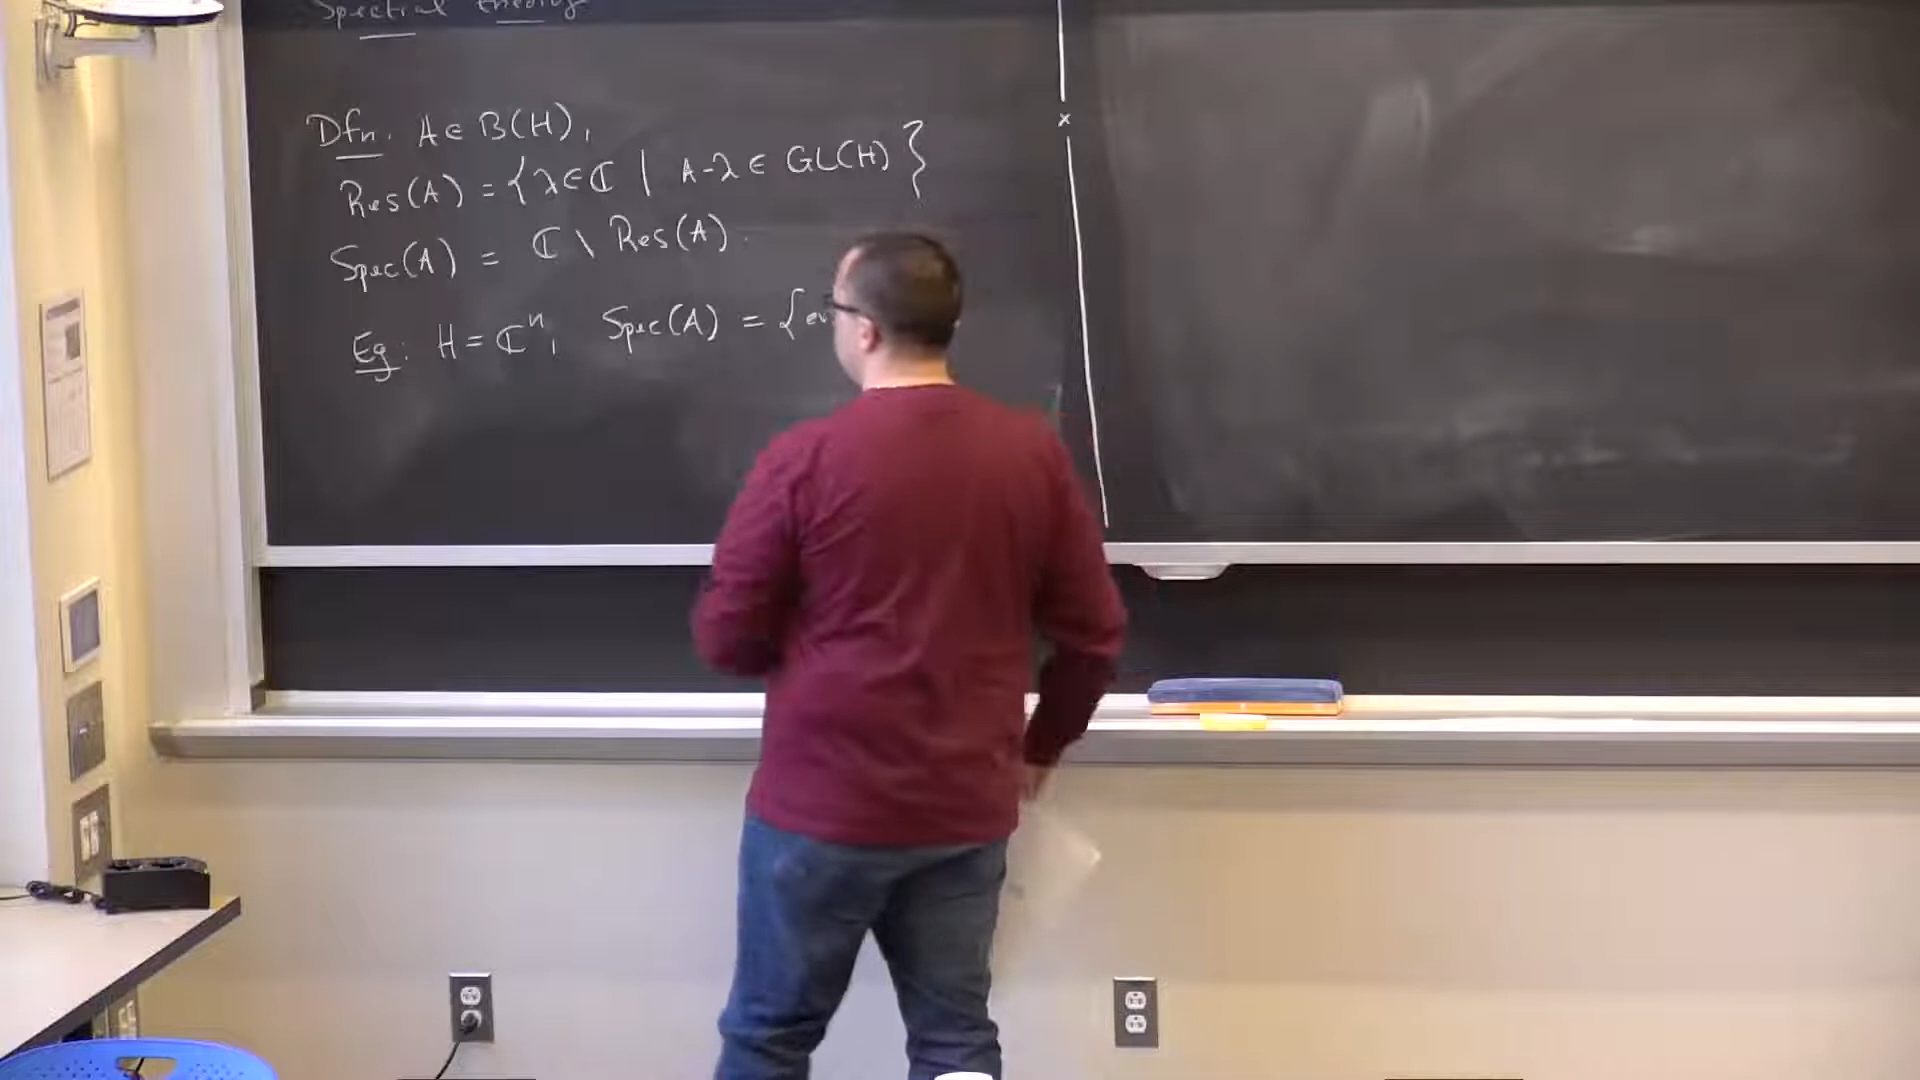 Spectral theory
Dfn. A ∈ B(H),
Res(A) = {λ ∈ ℂ | A-λ ∈ GL(H)}
Spec(A) = ℂ \ Res(A).
Eg: H = ℂⁿ, Spec(A) = {ev
x